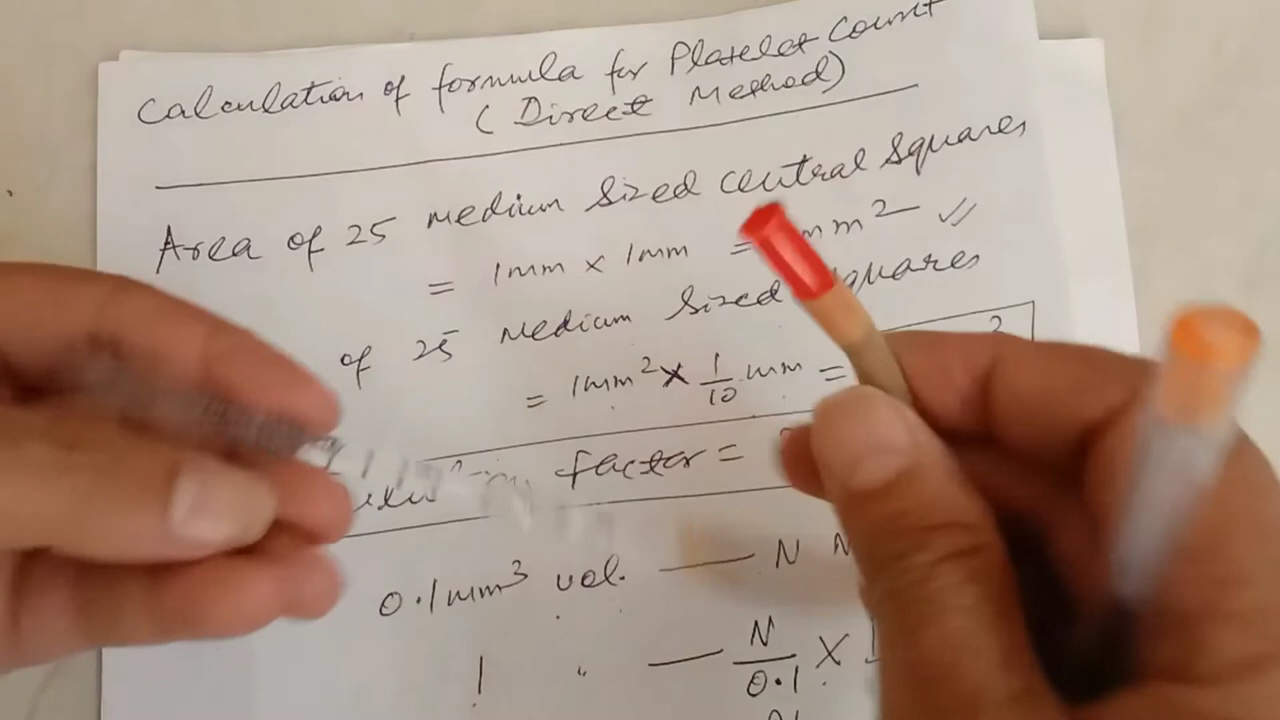 Calculation of formula for Platelet Count
(Direct Method)
Area of 25 medium sized central squares
= 1mm x 1mm = mm²
of 25 medium sized squares
= 1mm² x 1/10 mm =
factor =
0.1mm³ vol. — N
1 " — N/0.1 x